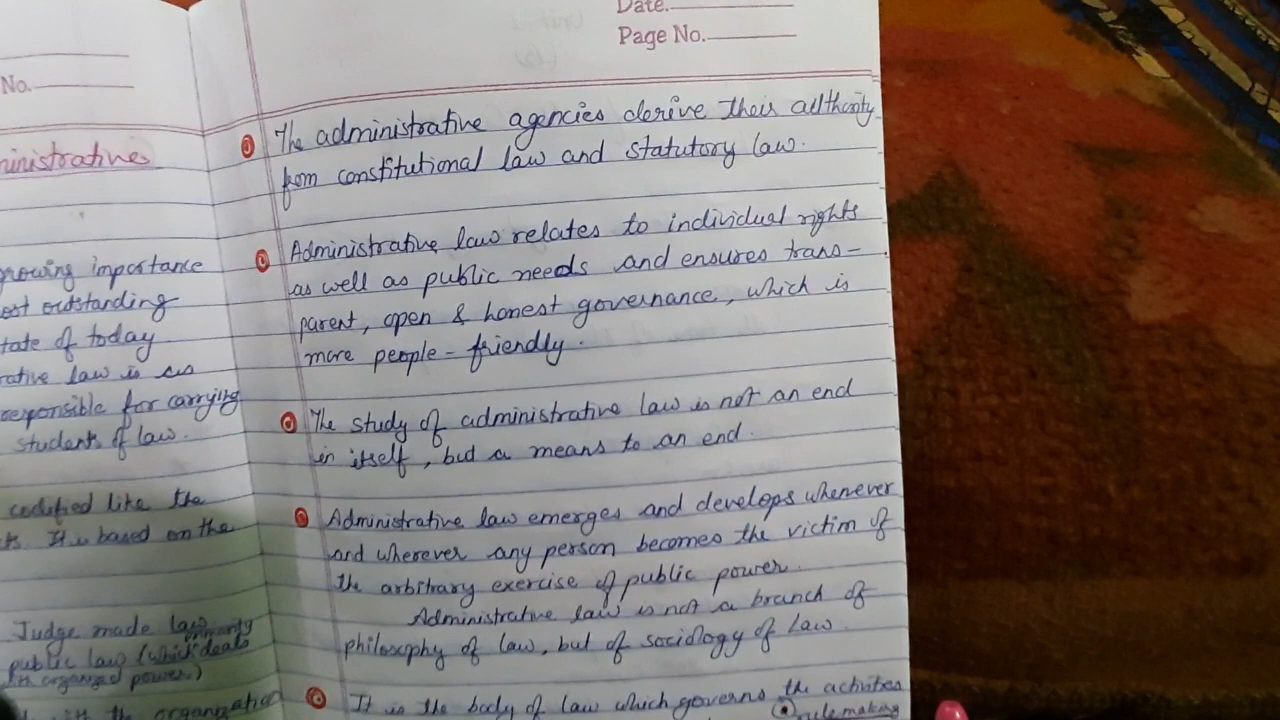 No.
ministrative
growing importance
est outstanding
tate of today
rative law is as
responsible for carrying
students of law.
codified like the
ts. It is based on the
Judge made law
primarily
public law (which deals
organized power.)
with the organization
Date.
Page No.
The administrative agencies derive their authority
from constitutional law and statutory law.
Administrative law relates to individual rights
as well as public needs and ensures trans-
parent, open & honest governance, which is
more people-friendly.
The study of administrative law is not an end
in itself, but a means to an end.
Administrative law emerges and develops whenever
and wherever any person becomes the victim of
the arbitrary exercise of public power.
Administrative law is not a branch of
philosophy of law, but of sociology of law.
It is the body of law which governs the activities
rulemaking